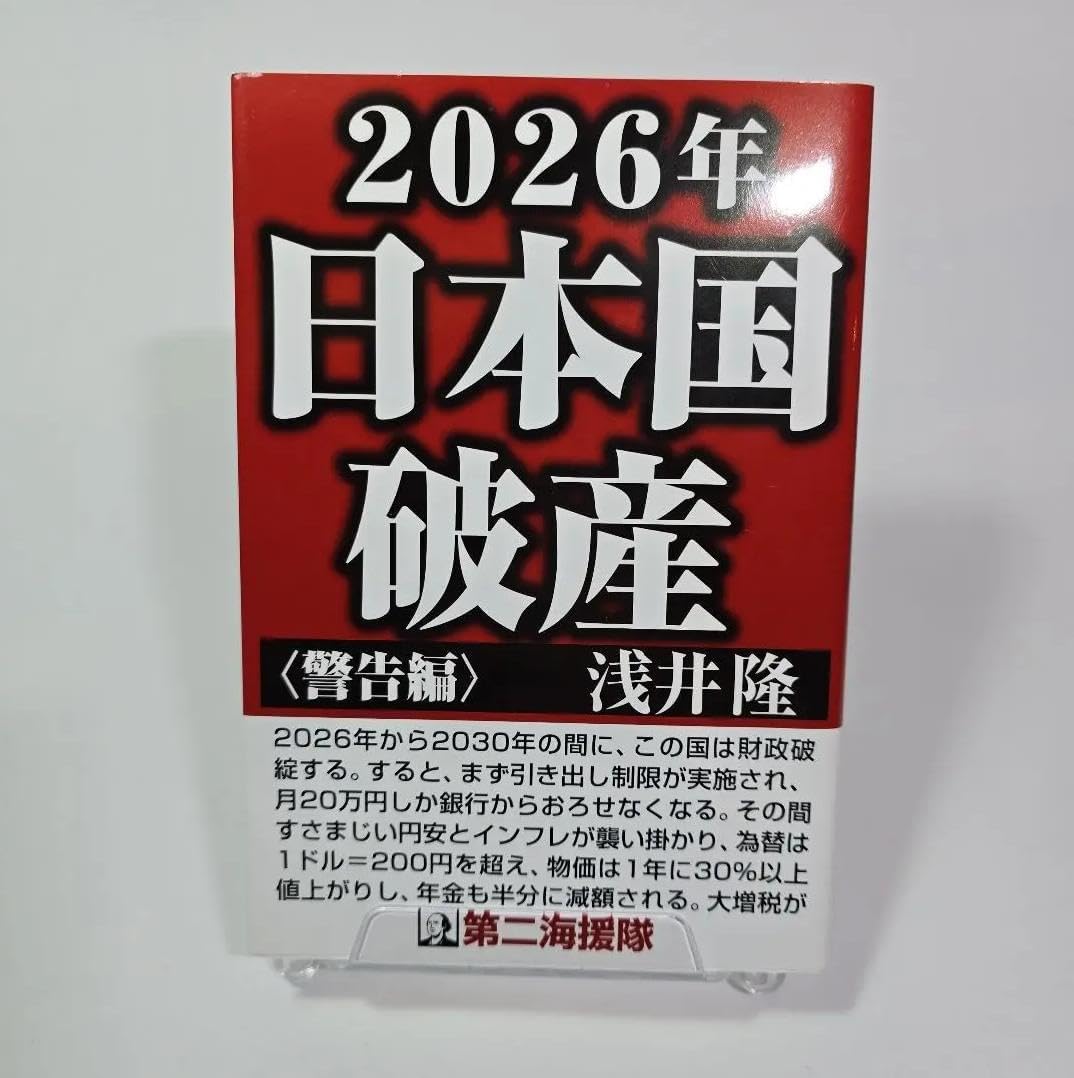 2026年
日本国
破産
〈警告編〉 浅井隆
2026年から2030年の間に、この国は財政破
綻する。すると、まず引き出し制限が実施され、
月20万円しか銀行からおろせなくなる。その間
すさまじい円安とインフレが襲い掛かり、為替は
1ドル=200円を超え、物価は1年に30%以上
値上がりし、年金も半分に減額される。大増税が
第二海援隊